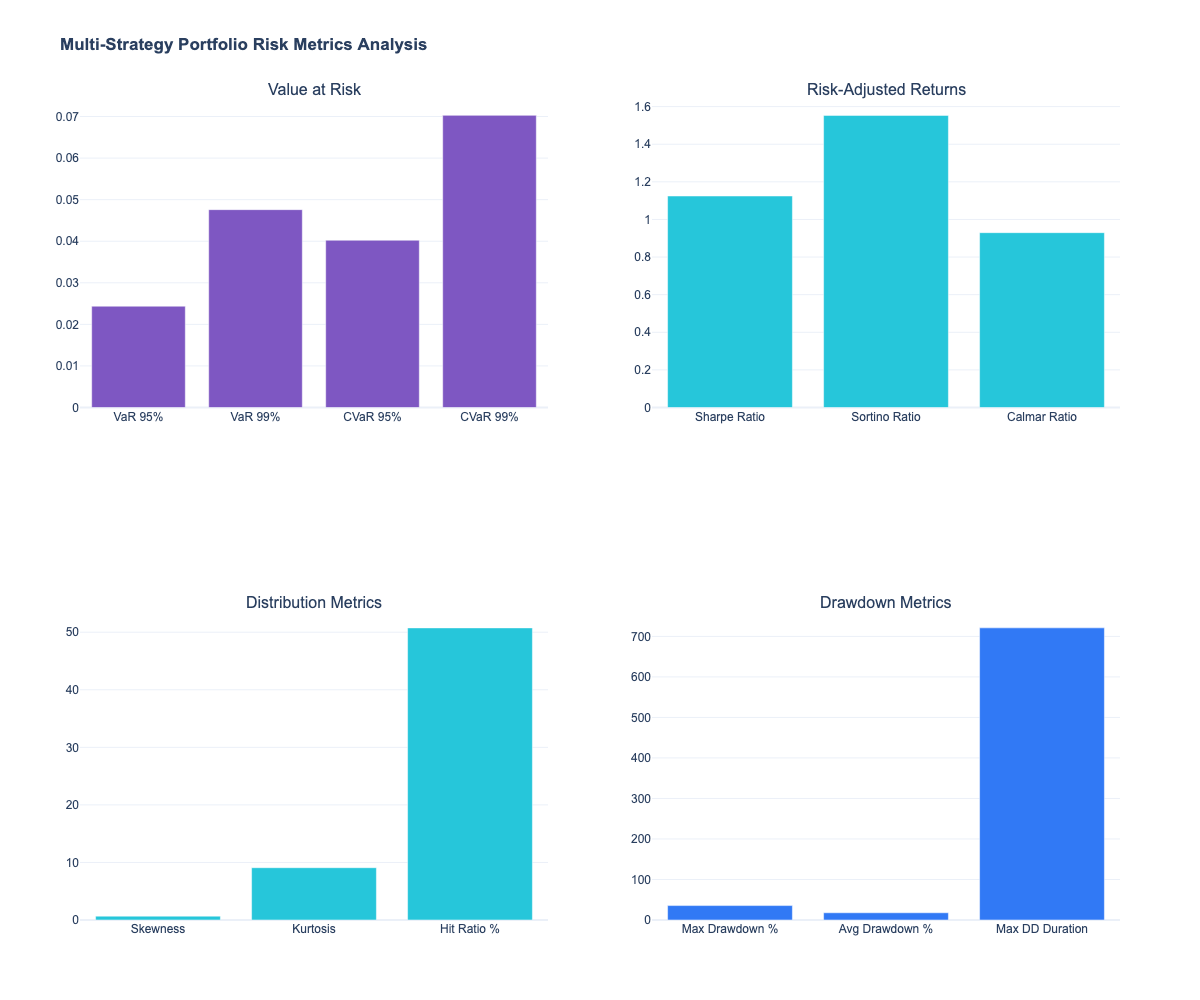 Multi-Strategy Portfolio Risk Metrics Analysis
Value at Risk
0.07
0.06
0.05
0.04
0.03
0.02
0.01
0
VaR 95%
VaR 99%
CVaR 95%
CVaR 99%
Risk-Adjusted Returns
1.6
1.4
1.2
1
0.8
0.6
0.4
0.2
0
Sharpe Ratio
Sortino Ratio
Calmar Ratio
Distribution Metrics
50
40
30
20
10
0
Skewness
Kurtosis
Hit Ratio %
Drawdown Metrics
700
600
500
400
300
200
100
0
Max Drawdown %
Avg Drawdown %
Max DD Duration